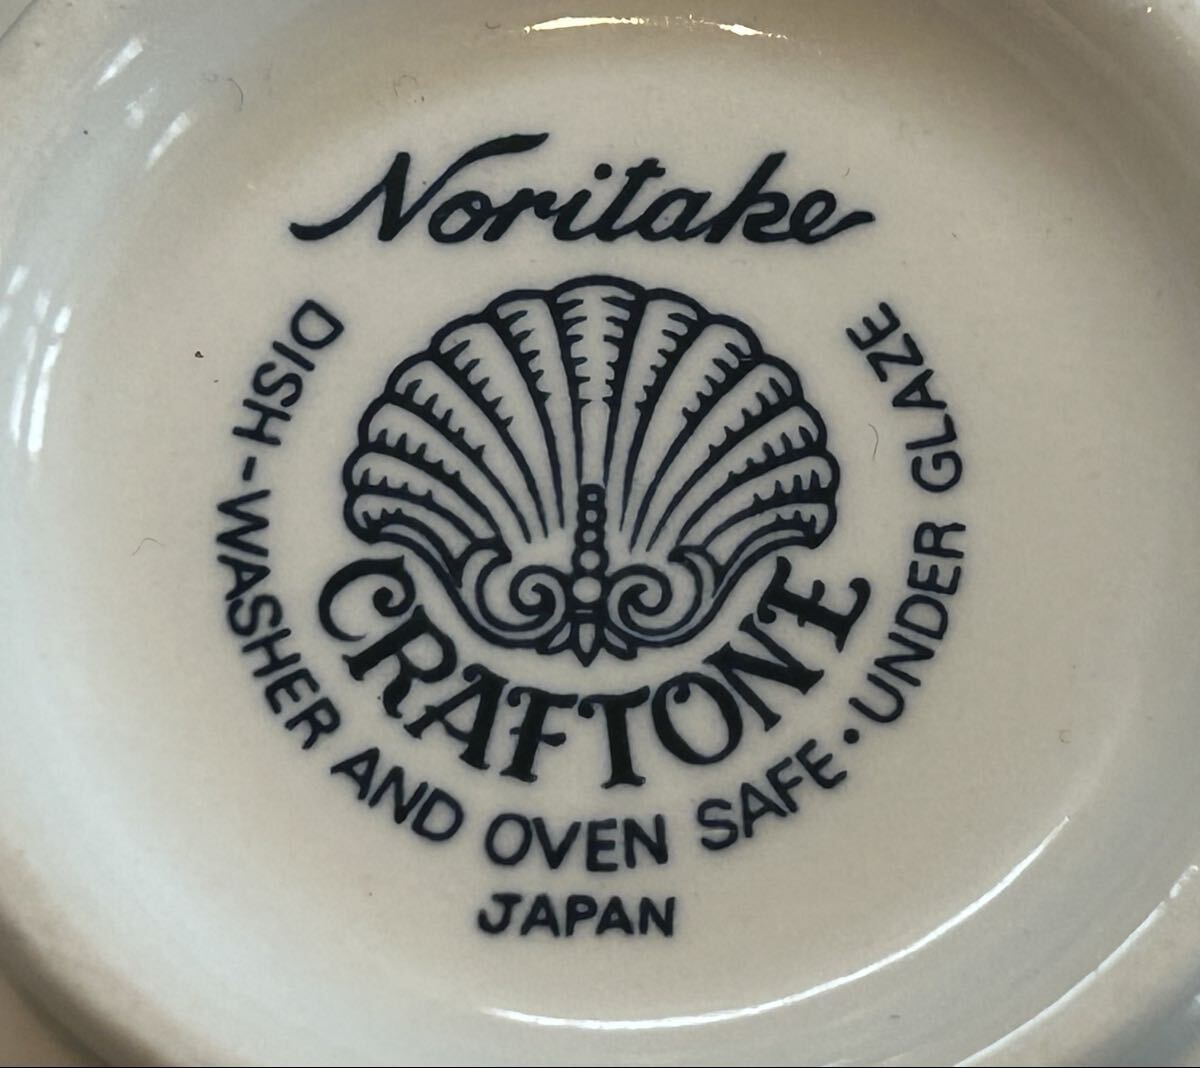 Noritake
CRAFTONE
DISH-WASHER AND OVEN SAFE·UNDER GLAZE
JAPAN